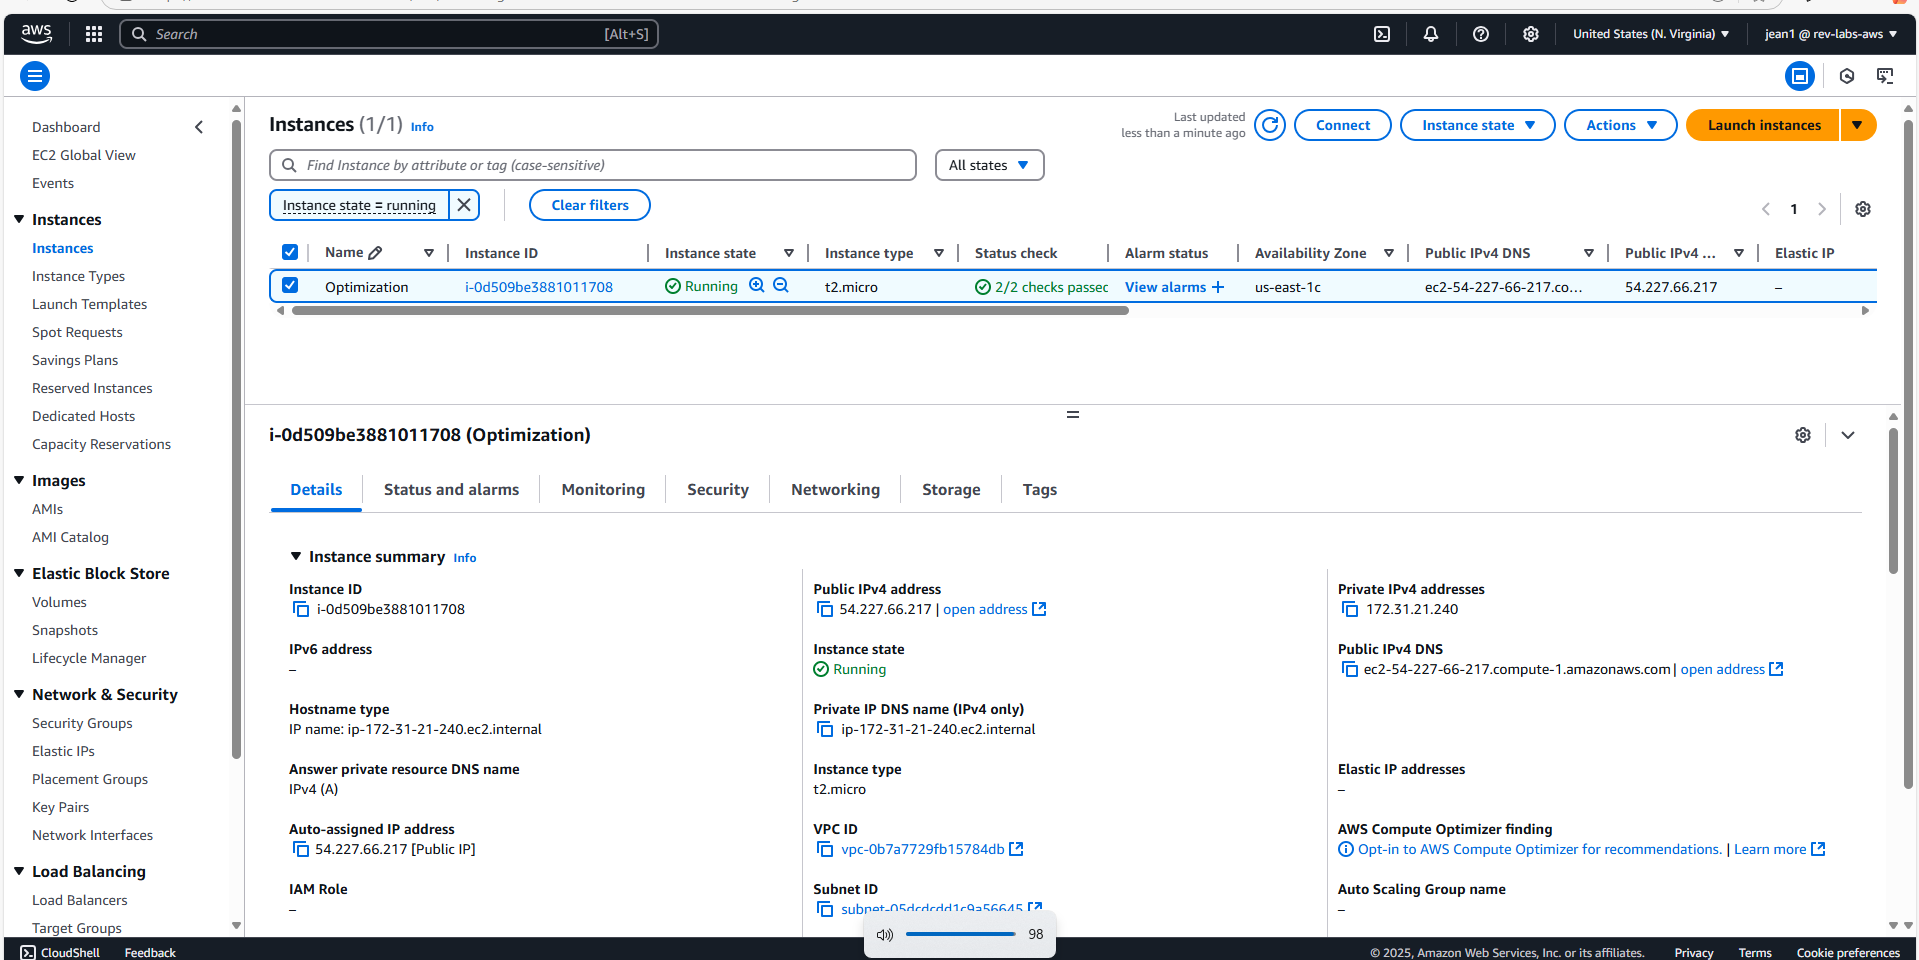 aws
Search [Alt+S]
United States (N. Virginia)
jean1 @ rev-labs-aws
Dashboard
EC2 Global View
Events
Instances
Instances
Instance Types
Launch Templates
Spot Requests
Savings Plans
Reserved Instances
Dedicated Hosts
Capacity Reservations
Images
AMIs
AMI Catalog
Elastic Block Store
Volumes
Snapshots
Lifecycle Manager
Network & Security
Security Groups
Elastic IPs
Placement Groups
Key Pairs
Network Interfaces
Load Balancing
Load Balancers
Target Groups
Instances (1/1) Info
Last updated
less than a minute ago
Connect
Instance state
Actions
Launch instances
Find Instance by attribute or tag (case-sensitive)
All states
Instance state = running
Clear filters
1
Name Instance ID Instance state Instance type Status check Alarm status Availability Zone Public IPv4 DNS Public IPv4 ... Elastic IP
Optimization i-0d509be3881011708 Running t2.micro 2/2 checks passec View alarms + us-east-1c ec2-54-227-66-217.co... 54.227.66.217 –
i-0d509be3881011708 (Optimization)
Details Status and alarms Monitoring Security Networking Storage Tags
Instance summary Info
Instance ID
i-0d509be3881011708
Public IPv4 address
54.227.66.217 | open address
Private IPv4 addresses
172.31.21.240
IPv6 address
–
Instance state
Running
Public IPv4 DNS
ec2-54-227-66-217.compute-1.amazonaws.com | open address
Hostname type
IP name: ip-172-31-21-240.ec2.internal
Private IP DNS name (IPv4 only)
ip-172-31-21-240.ec2.internal
Answer private resource DNS name
IPv4 (A)
Instance type
t2.micro
Elastic IP addresses
–
Auto-assigned IP address
54.227.66.217 [Public IP]
VPC ID
vpc-0b7a7729fb15784db
AWS Compute Optimizer finding
Opt-in to AWS Compute Optimizer for recommendations. | Learn more
IAM Role
–
Subnet ID
subnet-05dcdcdd1c9a56645
Auto Scaling Group name
–
98
CloudShell Feedback
© 2025, Amazon Web Services, Inc. or its affiliates. Privacy Terms Cookie preferences